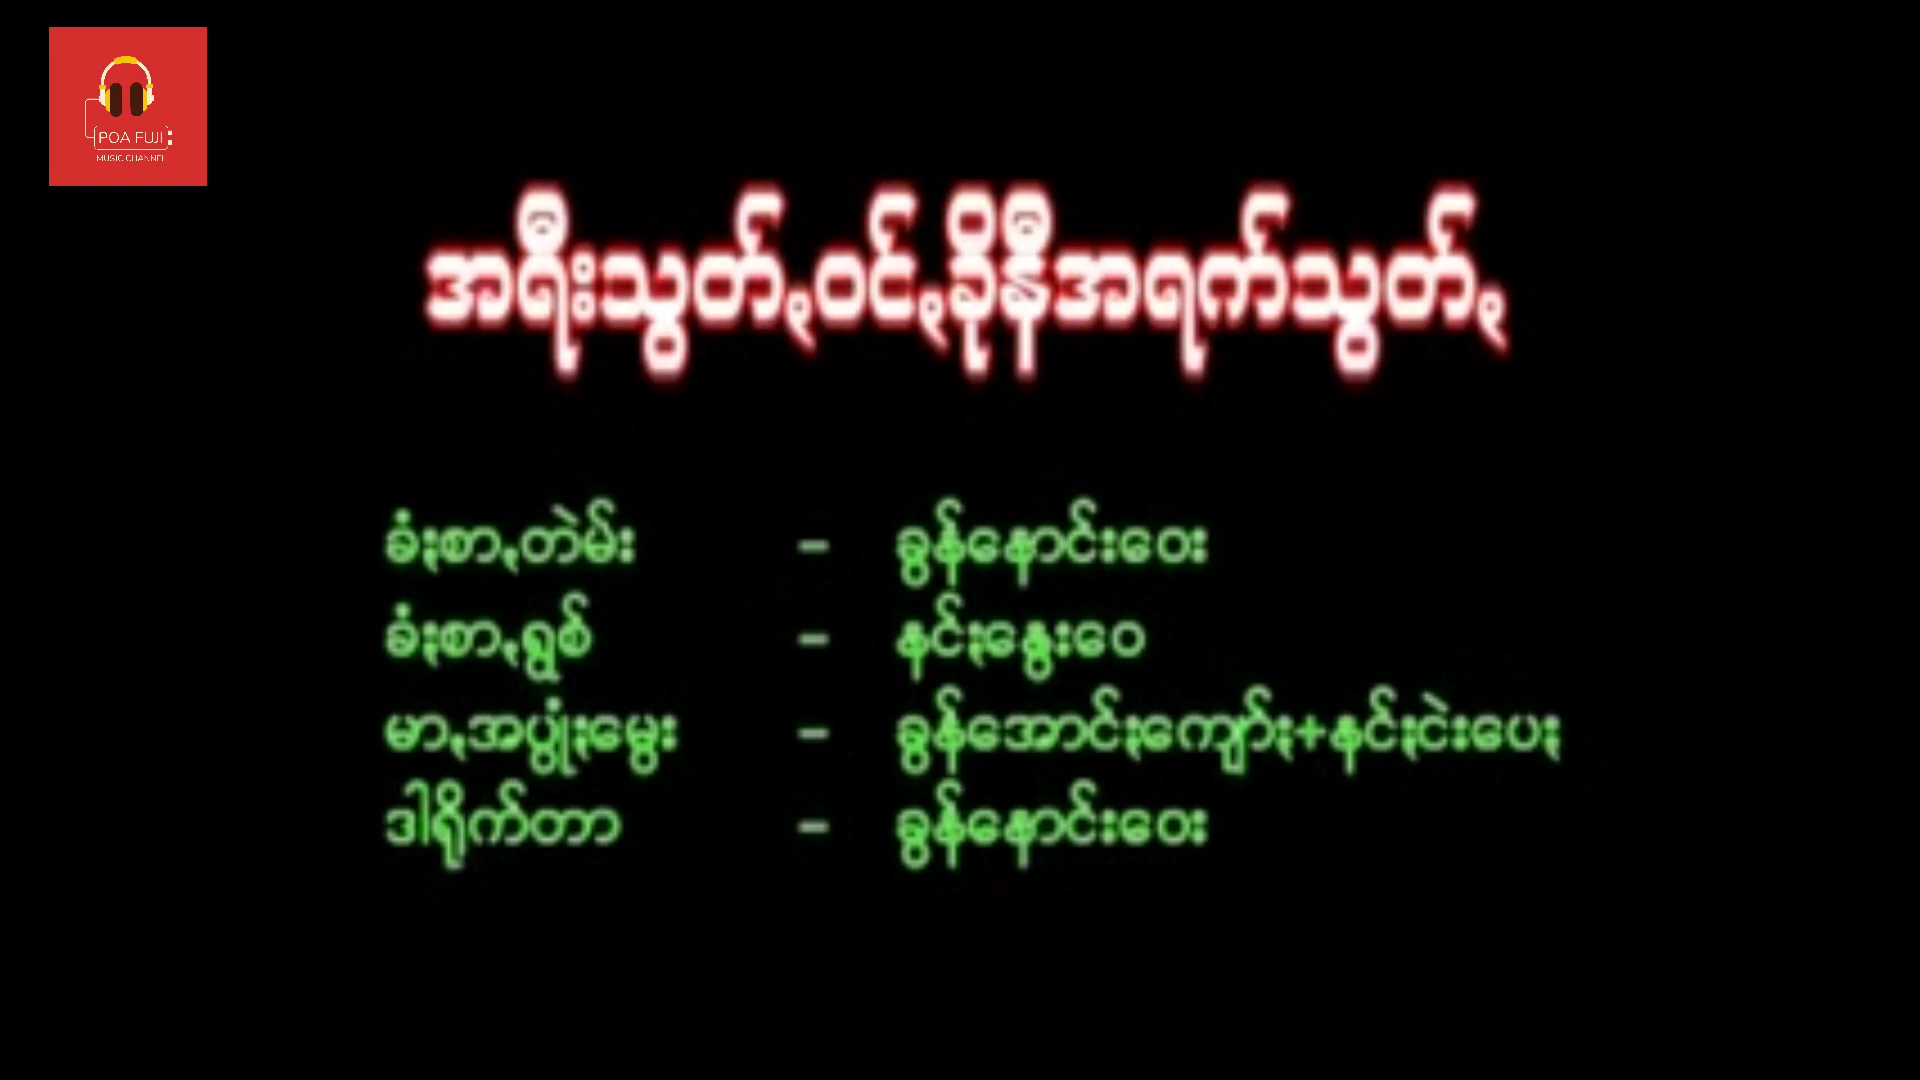 POA FUJI
MUSIC CHANNEL
အရီးသွတ်ႇဝင်ႇခိုနီအရက်သွတ်ႇ
ခံႏစာႇတဲမ်း - ခွန်နောင်းဝေး
ခံႏစာႇရွစ် - နင်ႏနွေးဝေ
မာႇအပွုံႏမွေး - ခွန်အောင်ႏကျော်ႏ+နင်ႏငဲးပေႏ
ဒါရိုက်တာ - ခွန်နောင်းဝေး